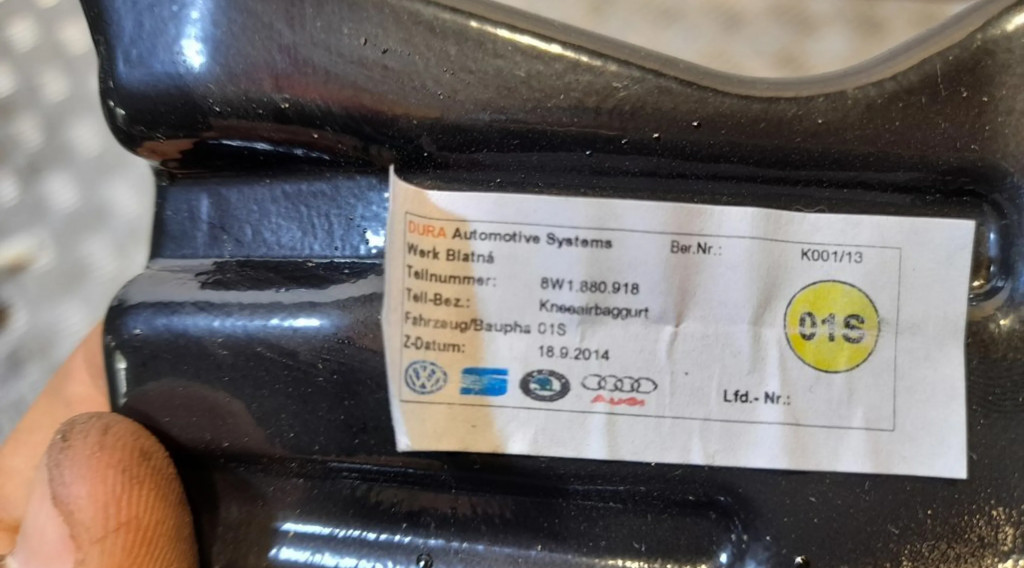 DURA Automotive Systems Ber.Nr.: K001/13
Werk Blatná
Teilnummer: 8W1.880.918
Teil-Bez.: Kneeairbaggurt
Fahrzeug/Baupha 01S
01S
Z-Datum: 18.9.2014
Audi
Lfd.- Nr.: